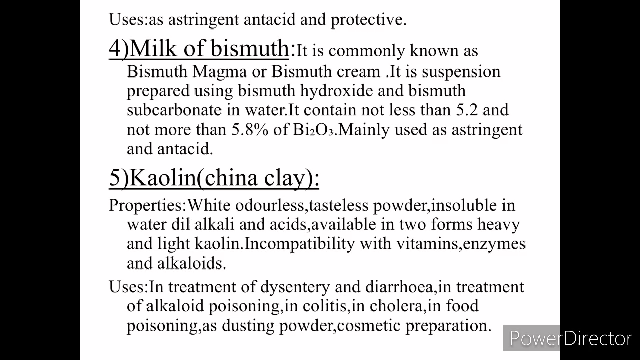 Uses:as astringent antacid and protective.
4)Milk of bismuth:It is commonly known as
Bismuth Magma or Bismuth cream .It is suspension
prepared using bismuth hydroxide and bismuth
subcarbonate in water.It contain not less than 5.2 and
not more than 5.8% of Bi₂O₃.Mainly used as astringent
and antacid.
5)Kaolin(china clay):
Properties:White odourless,tasteless powder,insoluble in
water dil alkali and acids,available in two forms heavy
and light kaolin.Incompatibility with vitamins,enzymes
and alkaloids.
Uses:In treatment of dysentery and diarrhoea,in treatment
of alkaloid poisoning,in colitis,in cholera,in food
poisoning,as dusting powder,cosmetic preparation.
PowerDirector